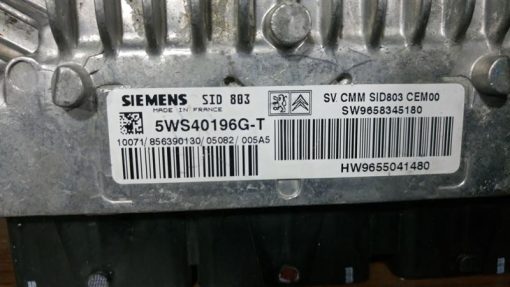 SIEMENS SID 803
MADE IN FRANCE
5WS40196G-T
10071/856390130/05082/005A5
SV CMM SID803 CEM00
SW9658345180
HW9655041480